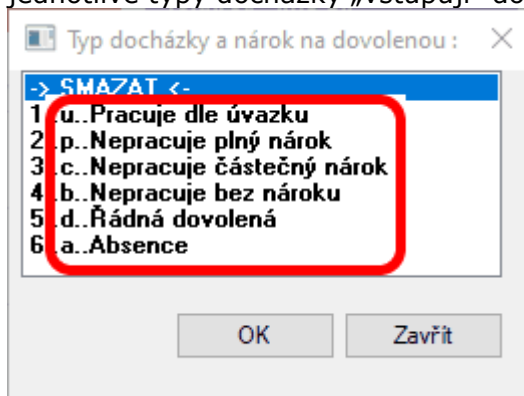 jednotlivé typy docházky „vstupují" do
Typ docházky a nárok na dovolenou :
-> SMAZAT <-
1 .u..Pracuje dle úvazku
2 .p..Nepracuje plný nárok
3 .c..Nepracuje částečný nárok
4 .b..Nepracuje bez nároku
5 .d..Řádná dovolená
6 .a..Absence
OK Zavřít